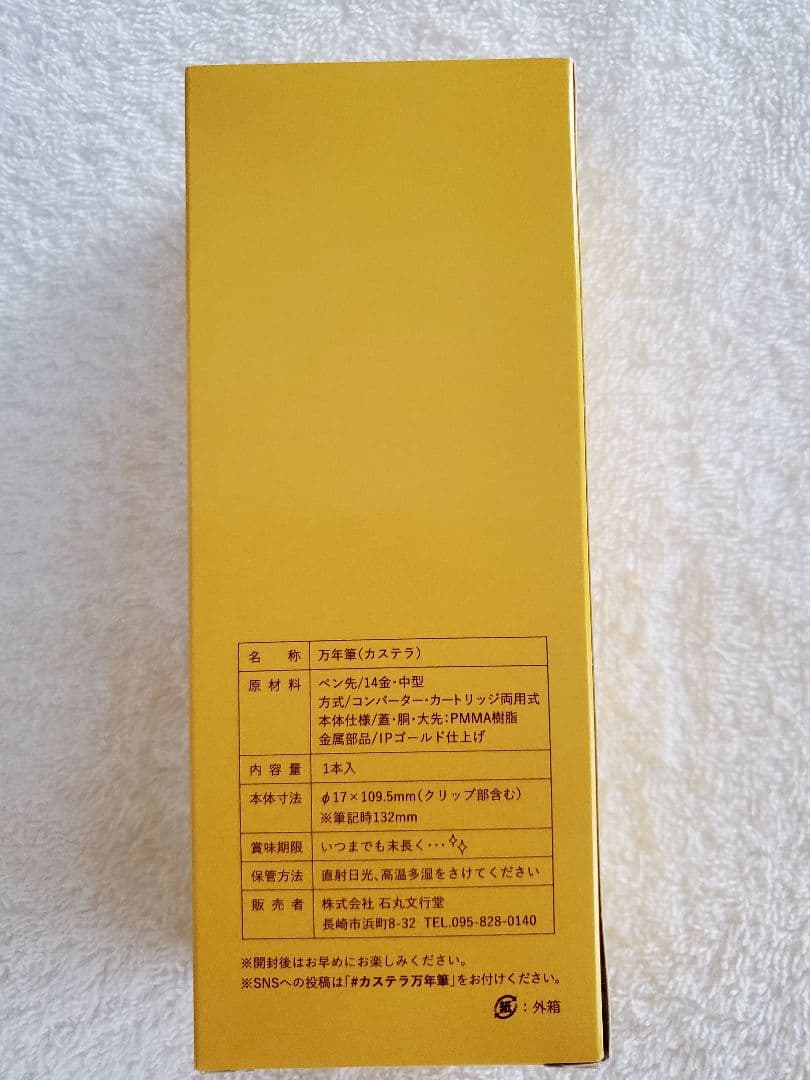 名称 万年筆(カステラ)
原材料 ペン先/14金・中型
方式/コンバーター・カートリッジ両用式
本体仕様/蓋・胴・大先:PMMA樹脂
金属部品/IPゴールド仕上げ
内容量 1本入
本体寸法 φ17×109.5mm(クリップ部含む)
※筆記時132mm
賞味期限 いつまでも末長く・・・
保管方法 直射日光、高温多湿をさけてください
販売者 株式会社 石丸文行堂
長崎市浜町8-32 TEL.095-828-0140
※開封後はお早めにお楽しみください。
※SNSへの投稿は「#カステラ万年筆」をお付けください。
紙:外箱